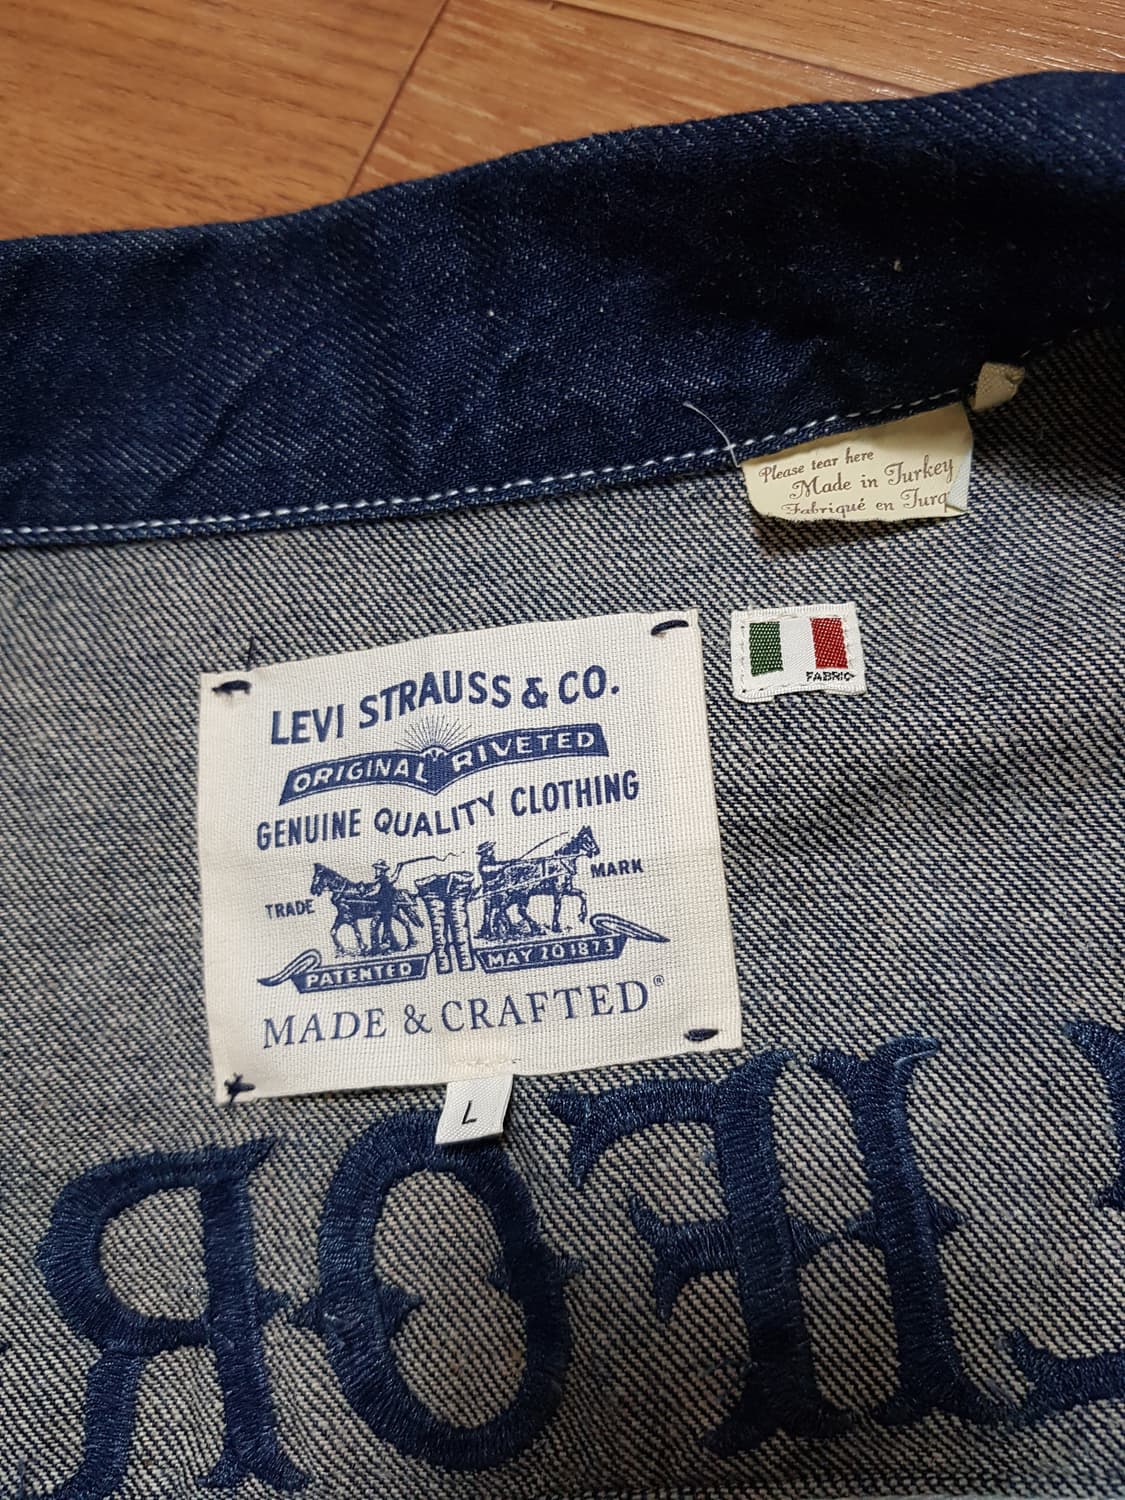 Please tear here
Made in Turkey
Fabriqué en Turq
FABRIC
LEVI STRAUSS & CO.
ORIGINAL RIVETED
GENUINE QUALITY CLOTHING
TRADE MARK
PATENTED MAY 20 1873
MADE & CRAFTED®
L